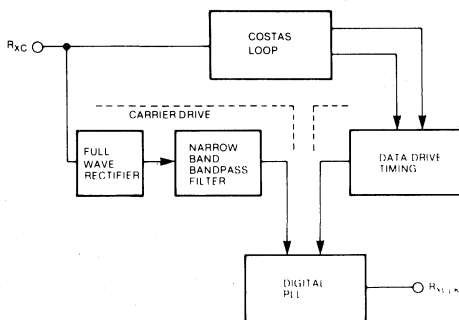 COSTAS
LOOP
RXC
CARRIER DRIVE
FULL
WAVE
RECTIFIER
NARROW
BAND
BANDPASS
FILTER
DATA DRIVE
TIMING
DIGITAL
PLL